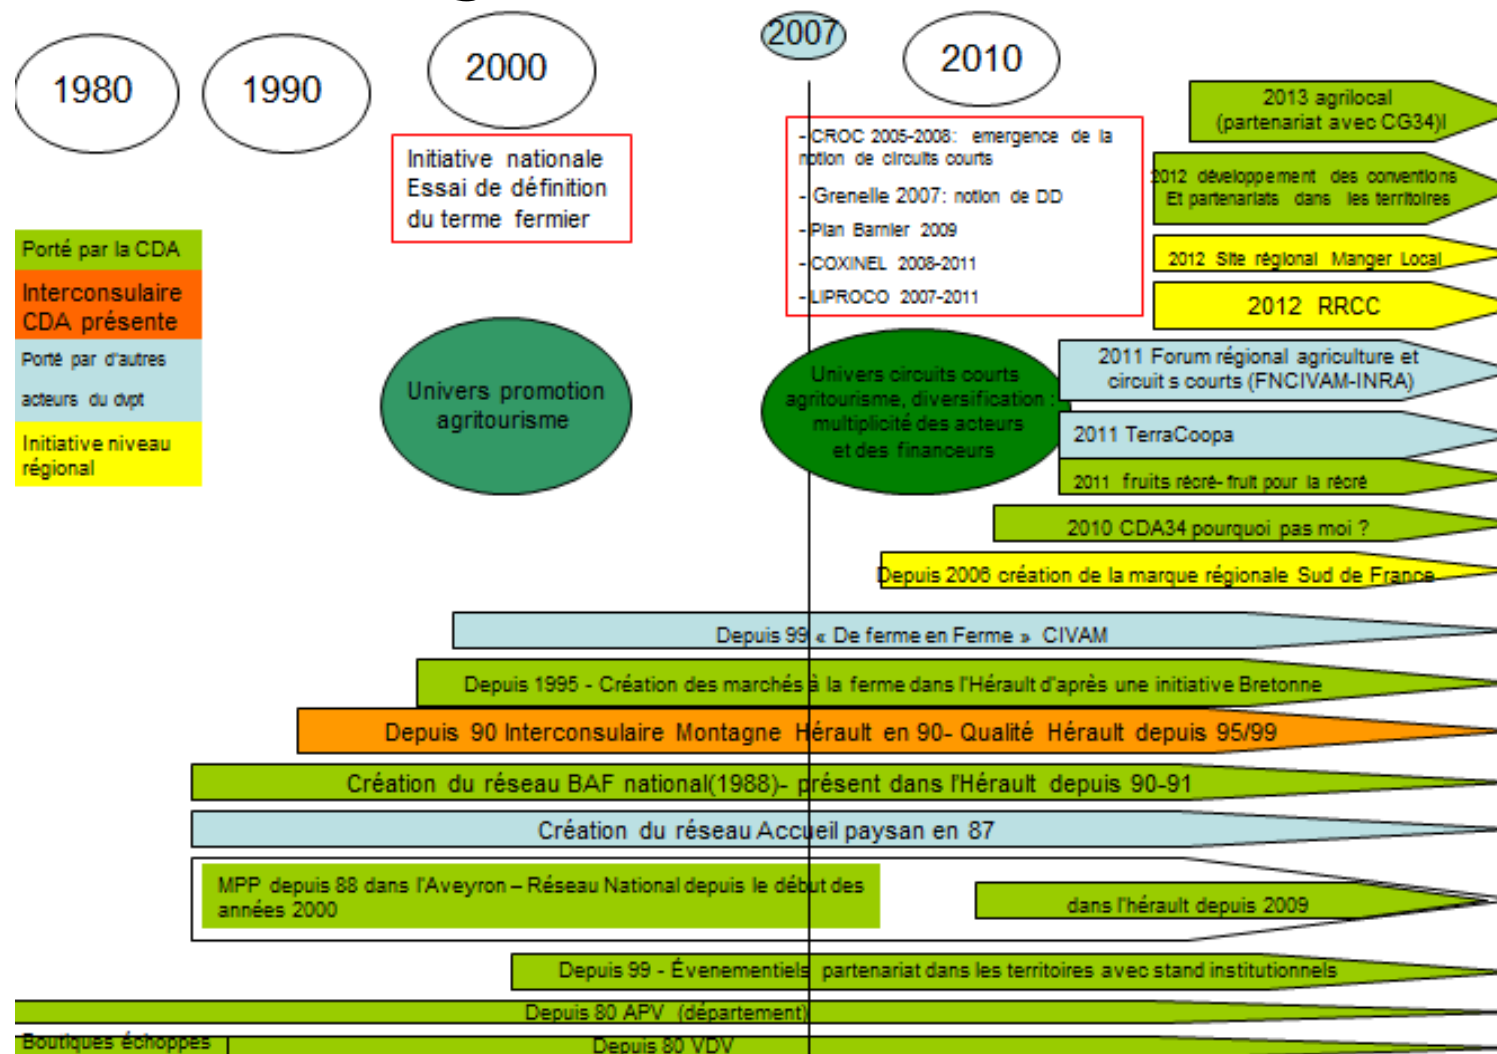 1980
1990
2000
2007
2010
Initiative nationale
Essai de définition
du terme fermier
-CROC 2005-2008: emergence de la
notion de circuits courts
- Grenelle 2007: notion de DD
-Plan Barnier 2009
-COXINEL 2008-2011
-LIPROCO 2007-2011
2013 agrilocal
(partenariat avec CG34)l
2012 développement des conventions
Et partenariats dans les territoires
2012 Site régional Manger Local
2012 RRCC
Porté par la CDA
Interconsulaire
CDA présente
Porté par d'autres
acteurs du dvpt
Initiative niveau
régional
Univers promotion
agritourisme
Univers circuits courts
agritourisme, diversification :
multiplicité des acteurs
et des financeurs
2011 Forum régional agriculture et
circuit s courts (FNCIVAM-INRA)
2011 TerraCoopa
2011 fruits récré- fruit pour la récré
2010 CDA34 pourquoi pas moi ?
Depuis 2006 création de la marque régionale Sud de France
Depuis 99 « De ferme en Ferme » CIVAM
Depuis 1995 - Création des marchés à la ferme dans l'Hérault d'après une initiative Bretonne
Depuis 90 Interconsulaire Montagne Hérault en 90- Qualité Hérault depuis 95/99
Création du réseau BAF national(1988)- présent dans l'Hérault depuis 90-91
Création du réseau Accueil paysan en 87
MPP depuis 88 dans l'Aveyron – Réseau National depuis le début des
années 2000
dans l'hérault depuis 2009
Depuis 99 - Évenementiels partenariat dans les territoires avec stand institutionnels
Depuis 80 APV (département)
Boutiques échoppes
Depuis 80 VDV